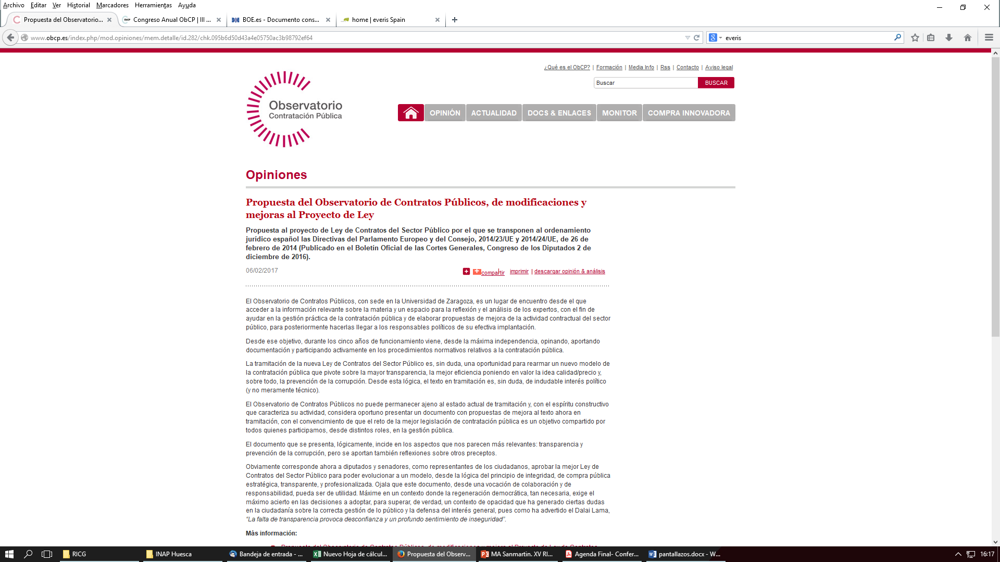 Archivo Editar Ver Historial Marcadores Herramientas Ayuda
Propuesta del Observatorio... Congreso Anual ObCP | III ... BOE.es - Documento cons... home | everis Spain
www.obcp.es/index.php/mod.opiniones/mem.detalle/id.282/chk.095b6d50d43a4e05750ac3b98792ef64
everis
¿Qué es el ObCP? | Formación | Media Info | Rss | Contacto | Aviso legal
Buscar BUSCAR
Observatorio
Contratación Pública
OPINIÓN ACTUALIDAD DOCS & ENLACES MONITOR COMPRA INNOVADORA
Opiniones
Propuesta del Observatorio de Contratos Públicos, de modificaciones y
mejoras al Proyecto de Ley
Propuesta al proyecto de Ley de Contratos del Sector Público por el que se transponen al ordenamiento
jurídico español las Directivas del Parlamento Europeo y del Consejo, 2014/23/UE y 2014/24/UE, de 26 de
febrero de 2014 (Publicado en el Boletín Oficial de las Cortes Generales, Congreso de los Diputados 2 de
diciembre de 2016).
06/02/2017 compartir imprimir | descargar opinión & análisis
El Observatorio de Contratos Públicos, con sede en la Universidad de Zaragoza, es un lugar de encuentro desde el que
acceder a la información relevante sobre la materia y un espacio para la reflexión y el análisis de los expertos, con el fin de
ayudar en la gestión práctica de la contratación pública y de elaborar propuestas de mejora de la actividad contractual del sector
público, para posteriormente hacerlas llegar a los responsables políticos de su efectiva implantación.
Desde ese objetivo, durante los cinco años de funcionamiento viene, desde la máxima independencia, opinando, aportando
documentación y participando activamente en los procedimientos normativos relativos a la contratación pública.
La tramitación de la nueva Ley de Contratos del Sector Público es, sin duda, una oportunidad para rearmar un nuevo modelo de
la contratación pública que pivote sobre la mayor transparencia, la mejor eficiencia poniendo en valor la idea calidad/precio y,
sobre todo, la prevención de la corrupción. Desde esta lógica, el texto en tramitación es, sin duda, de indudable interés político
(y no meramente técnico).
El Observatorio de Contratos Públicos no puede permanecer ajeno al estado actual de tramitación y, con el espíritu constructivo
que caracteriza su actividad, considera oportuno presentar un documento con propuestas de mejora al texto ahora en
tramitación, con el convencimiento de que el reto de la mejor legislación de contratación pública es un objetivo compartido por
todos quienes participamos, desde distintos roles, en la gestión pública.
El documento que se presenta, lógicamente, incide en los aspectos que nos parecen más relevantes: transparencia y
prevención de la corrupción, pero se aportan también reflexiones sobre otros preceptos.
Obviamente corresponde ahora a diputados y senadores, como representantes de los ciudadanos, aprobar la mejor Ley de
Contratos del Sector Público para poder evolucionar a un modelo, desde la lógica del principio de integridad, de compra pública
estratégica, transparente, y profesionalizada. Ojala que este documento, desde una vocación de colaboración y de
responsabilidad, pueda ser de utilidad. Máxime en un contexto donde la regeneración democrática, tan necesaria, exige el
máximo acierto en las decisiones a adoptar, para superar, de verdad, un contexto de opacidad que ha generado ciertas dudas
en la ciudadanía sobre la correcta gestión de lo público y la defensa del interés general, pues como ha advertido el Dalai Lama,
“La falta de transparencia provoca desconfianza y un profundo sentimiento de inseguridad”.
Más información:
Propuesta del Observatorio de Contratos Públicos, de modificaciones y mejoras al Proyecto de Ley de Contratos
RICG INAP Huesca Bandeja de entrada - ... Nuevo Hoja de cálcul... Propuesta del Observ... MA Sanmartin. XV RI... Agenda Final- Confer... pantallazos.docx - W... 16:17